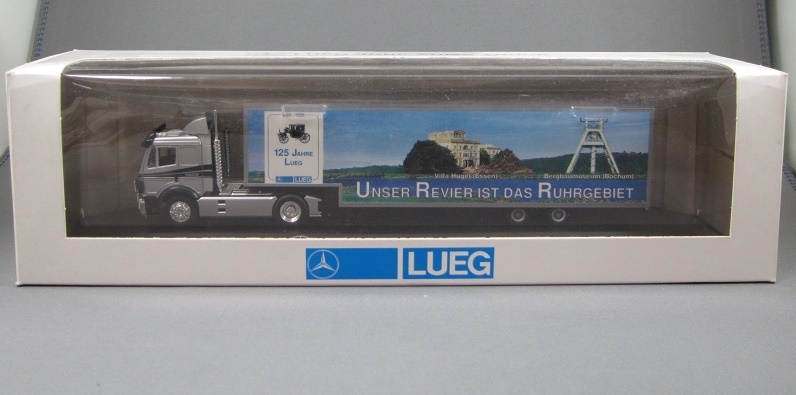 125 JAHRE
LUEG
LUEG
Villa Hügel (Essen)
Bergbaumuseum (Bochum)
UNSER REVIER IST DAS RUHRGEBIET
LUEG